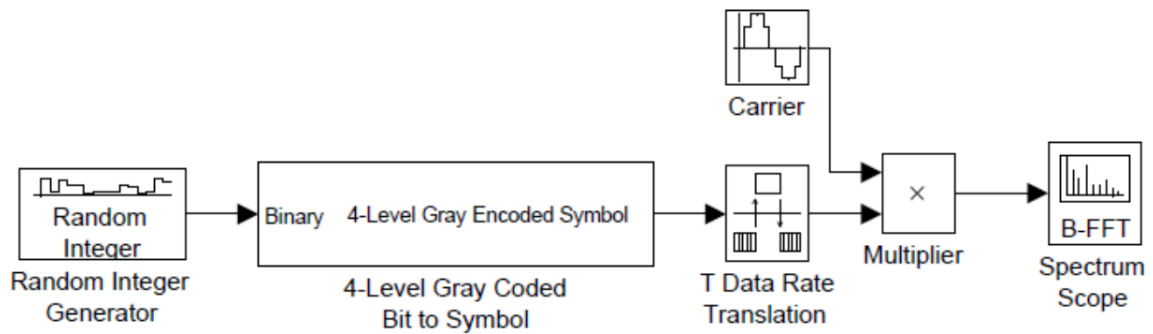 Carrier
Random
Integer
Random Integer
Generator
Binary
4-Level Gray Encoded Symbol
4-Level Gray Coded
Bit to Symbol
T Data Rate
Translation
×
Multiplier
B-FFT
Spectrum
Scope